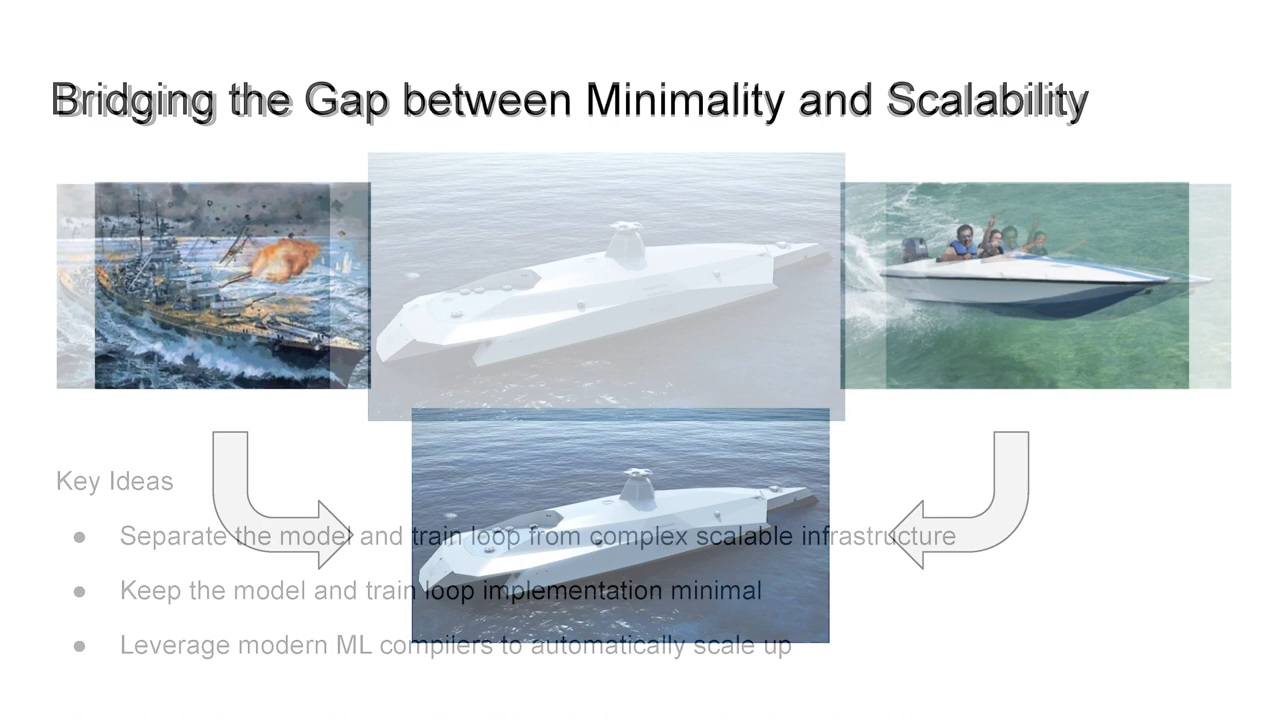 Bridging the Gap between Minimality and Scalability
Key Ideas
● Separate the model and train loop from complex scalable infrastructure
● Keep the model and train loop implementation minimal
● Leverage modern ML compilers to automatically scale up